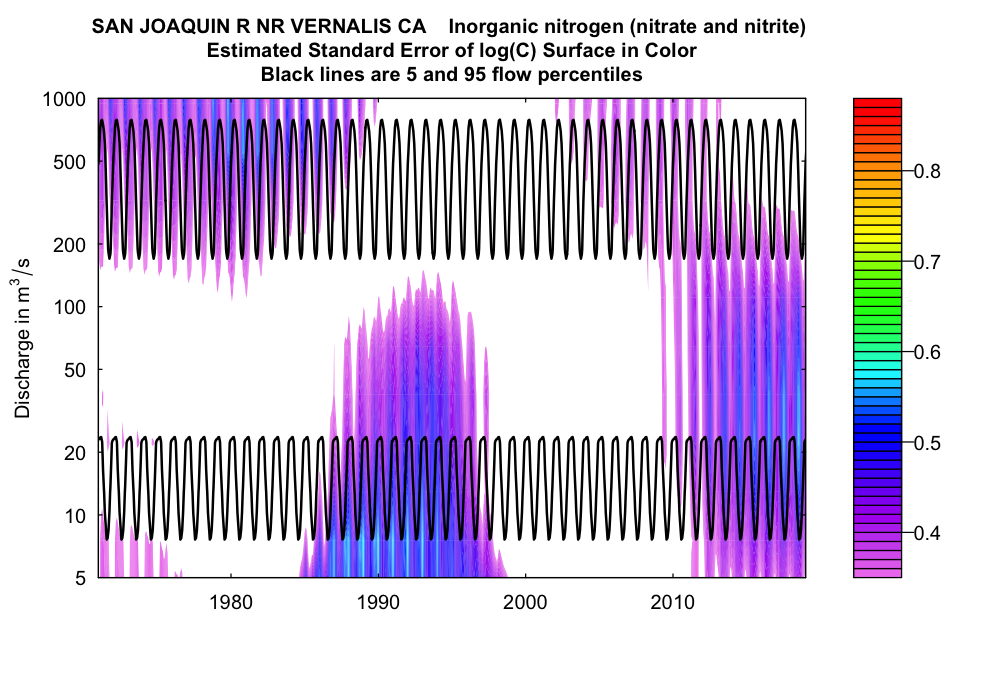 SAN JOAQUIN R NR VERNALIS CA Inorganic nitrogen (nitrate and nitrite)
Estimated Standard Error of log(C) Surface in Color
Black lines are 5 and 95 flow percentiles
Discharge in m³/s
1000
500
200
100
50
20
10
5
1980 1990 2000 2010
0.8
0.7
0.6
0.5
0.4